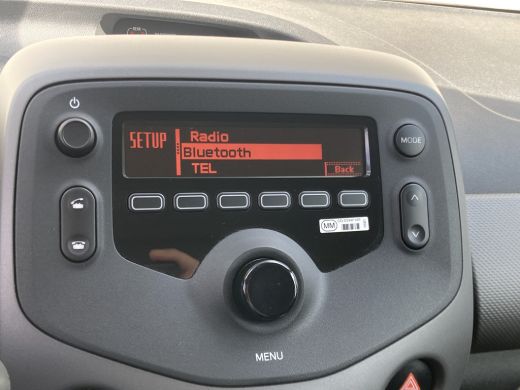 SETUP
Radio
Bluetooth
TEL
Back
MODE
MM
MENU